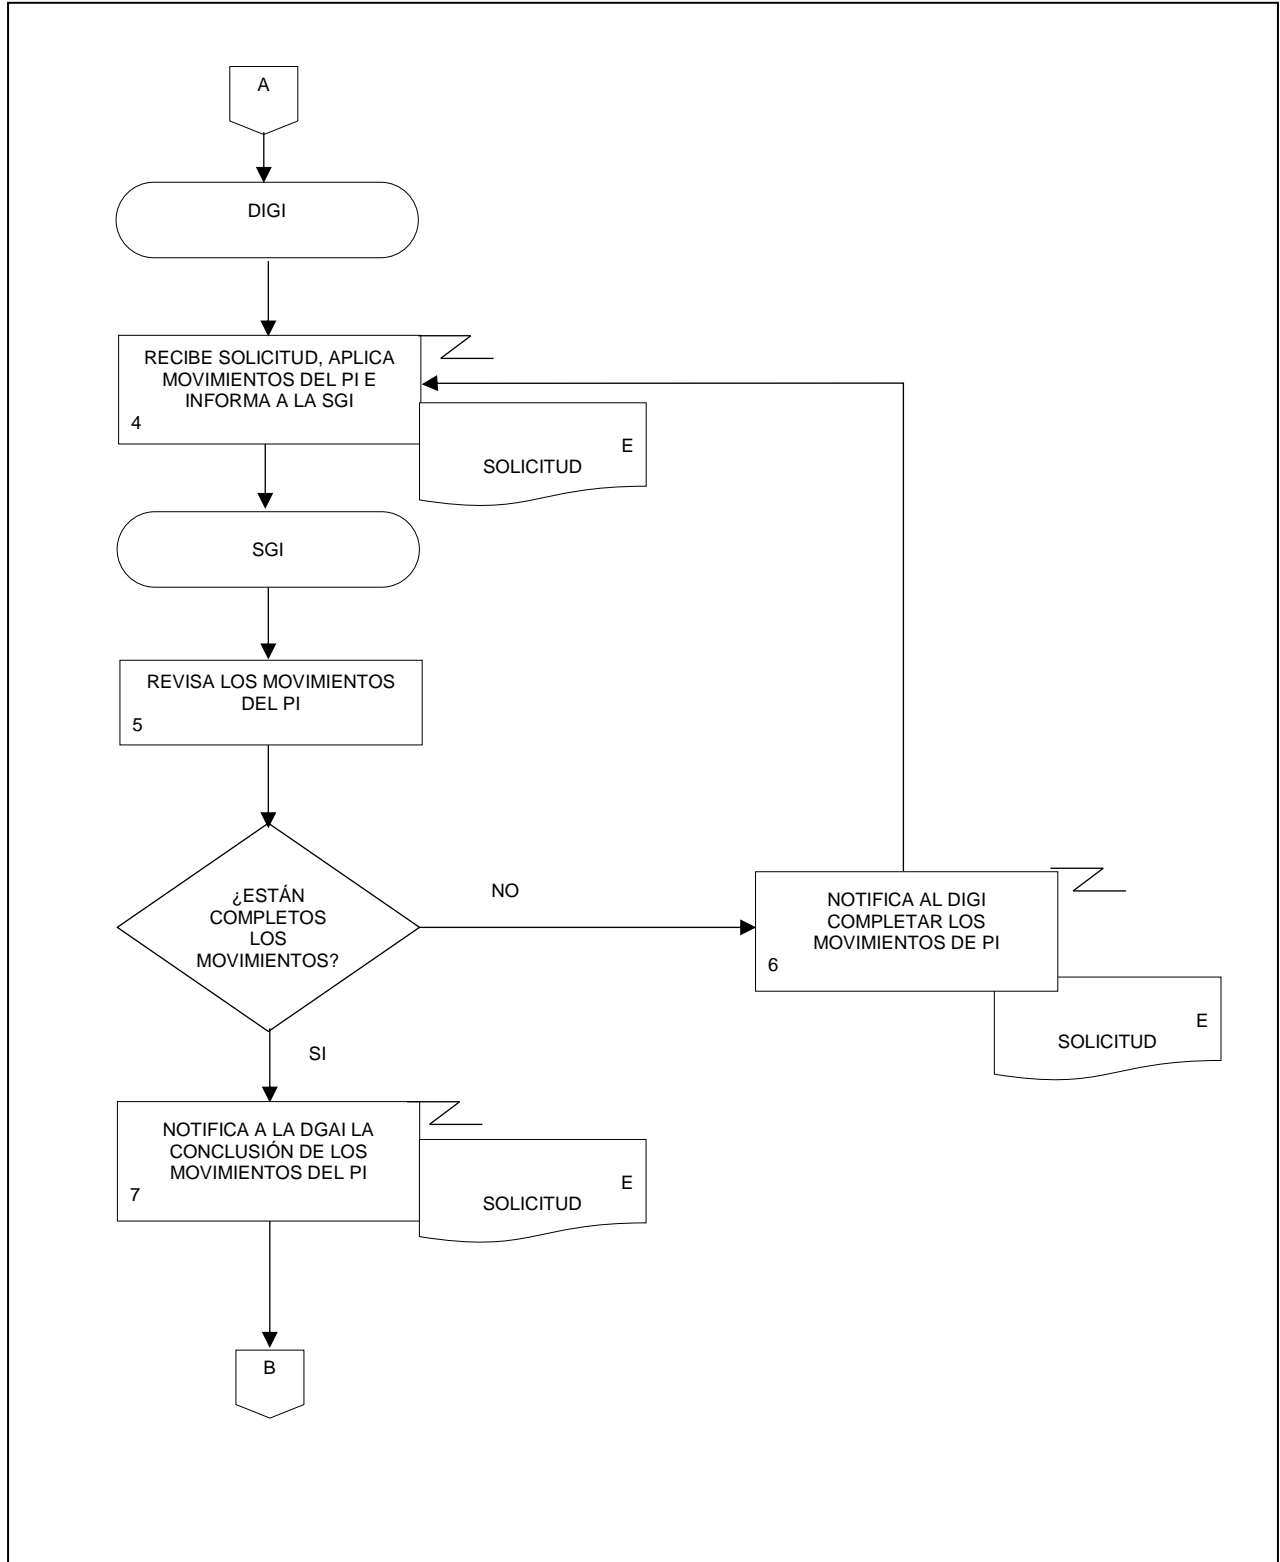 A
DIGI
RECIBE SOLICITUD, APLICA
MOVIMIENTOS DEL PI E
INFORMA A LA SGI
4
E
SOLICITUD
SGI
REVISA LOS MOVIMIENTOS
DEL PI
5
¿ESTÁN
COMPLETOS
LOS
MOVIMIENTOS?
NO
NOTIFICA AL DIGI
COMPLETAR LOS
MOVIMIENTOS DE PI
6
E
SOLICITUD
SI
NOTIFICA A LA DGAI LA
CONCLUSIÓN DE LOS
MOVIMIENTOS DEL PI
7
E
SOLICITUD
B